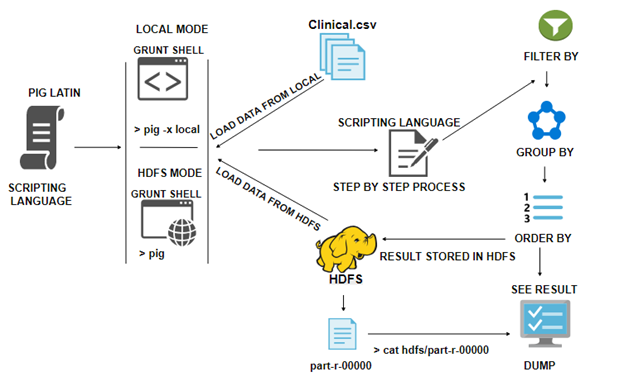 LOCAL MODE
GRUNT SHELL
> pig -x local
PIG LATIN
SCRIPTING
LANGUAGE
HDFS MODE
GRUNT SHELL
> pig
Clinical.csv
LOAD DATA FROM LOCAL
LOAD DATA FROM HDFS
SCRIPTING LANGUAGE
STEP BY STEP PROCESS
FILTER BY
GROUP BY
1
2
3
ORDER BY
RESULT STORED IN HDFS
HDFS
SEE RESULT
> cat hdfs/part-r-00000
part-r-00000
DUMP